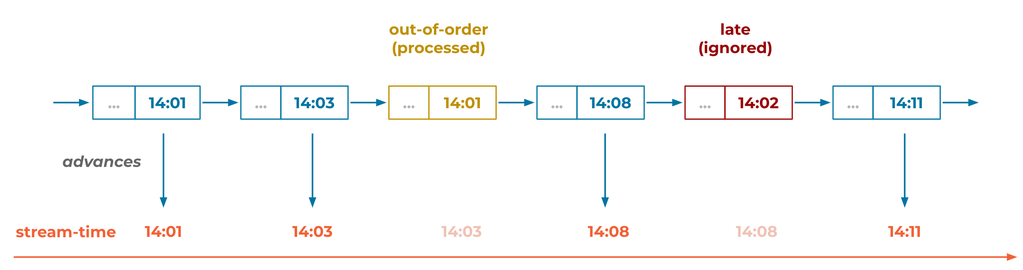 out-of-order
(processed)
late
(ignored)
... 14:01
... 14:03
... 14:01
... 14:08
... 14:02
... 14:11
advances
stream-time 14:01 14:03 14:03 14:08 14:08 14:11